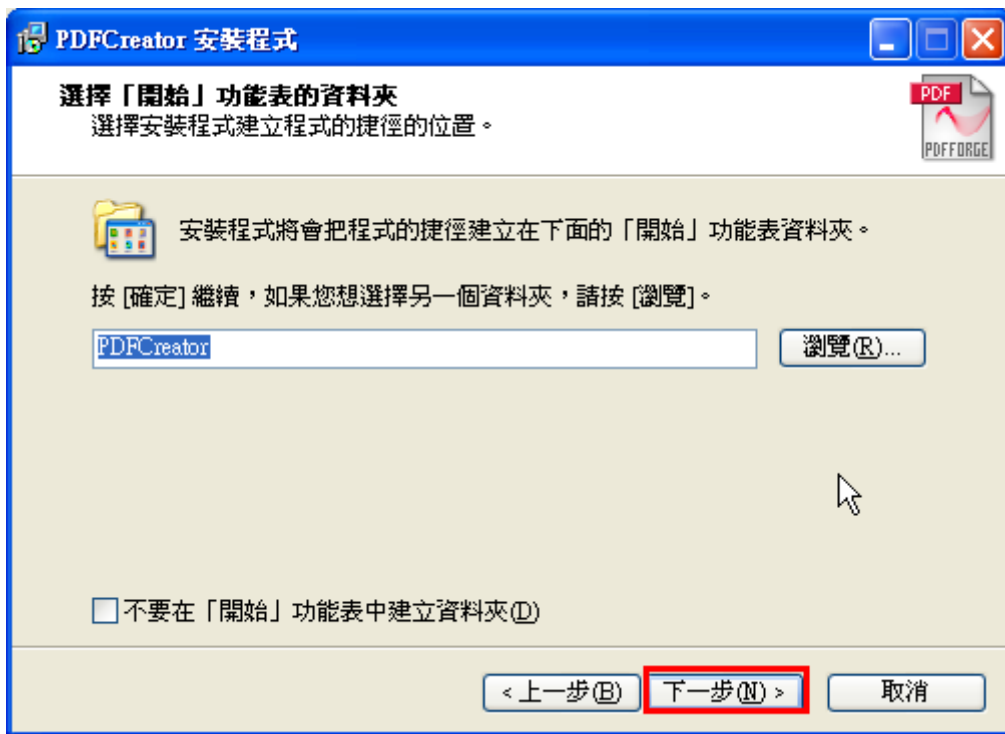 PDFCreator 安裝程式
選擇「開始」功能表的資料夾
選擇安裝程式建立程式的捷徑的位置。
PDF
PDFFORGE
安裝程式將會把程式的捷徑建立在下面的「開始」功能表資料夾。
按 [確定] 繼續，如果您想選擇另一個資料夾，請按 [瀏覽]。
PDFCreator
瀏覽(R)...
不要在「開始」功能表中建立資料夾(D)
< 上一步(B)
下一步(N) >
取消